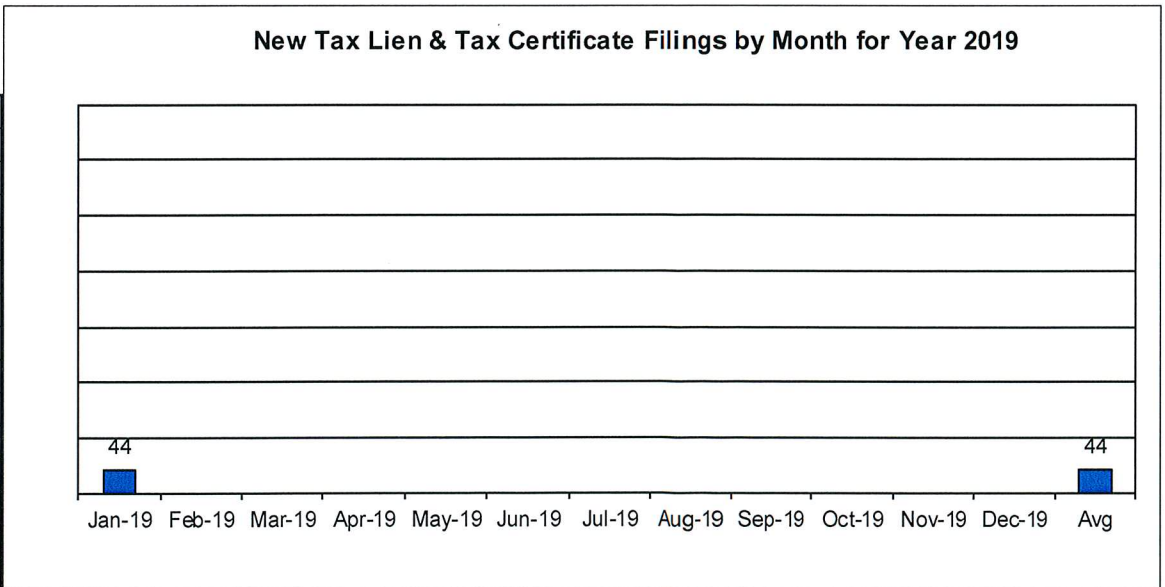 New Tax Lien & Tax Certificate Filings by Month for Year 2019
44 44
Jan-19 Feb-19 Mar-19 Apr-19 May-19 Jun-19 Jul-19 Aug-19 Sep-19 Oct-19 Nov-19 Dec-19 Avg